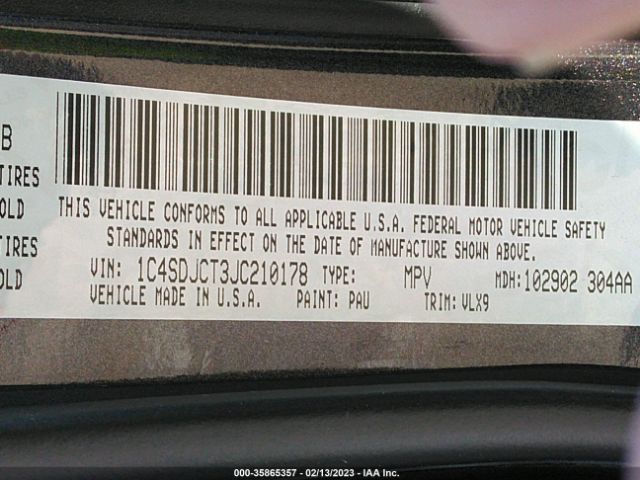 B
TIRES
OLD
TIRES
OLD
THIS VEHICLE CONFORMS TO ALL APPLICABLE U.S.A. FEDERAL MOTOR VEHICLE SAFETY
STANDARDS IN EFFECT ON THE DATE OF MANUFACTURE SHOWN ABOVE.
VIN: 1C4SDJCT3JC210178 TYPE: MPV MDH:102902 304AA
VEHICLE MADE IN U.S.A. PAINT: PAU TRIM: VLX9
000-35865357 - 02/13/2023 - IAA Inc.